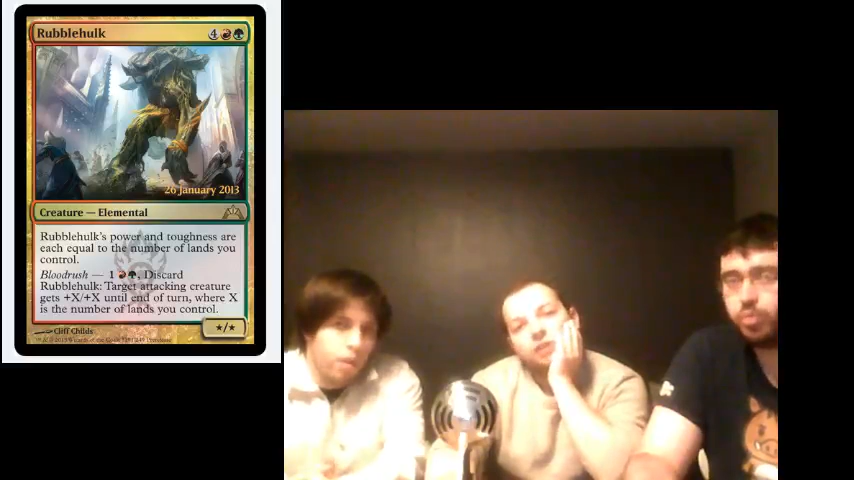 Rubblehulk 4
26 January 2013
Creature — Elemental
Rubblehulk's power and toughness are
each equal to the number of lands you
control.
Bloodrush — 1 , Discard
Rubblehulk: Target attacking creature
gets +X/+X until end of turn, where X
is the number of lands you control.
*/*
Cliff Childs